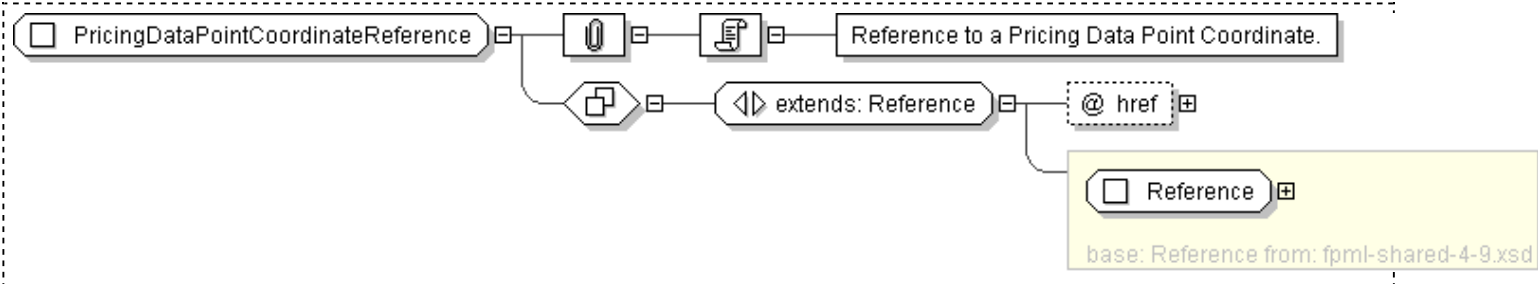 PricingDataPointCoordinateReference
Reference to a Pricing Data Point Coordinate.
extends: Reference
@ href
Reference
base: Reference from: fpml-shared-4-9.xsd